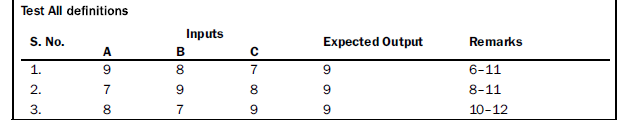 Test All definitions
Inputs
S. No. Expected Output Remarks
A B C
1. 9 8 7 9 6–11
2. 7 9 8 9 8–11
3. 8 7 9 9 10–12